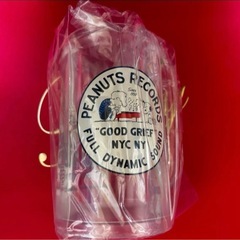 PEANUTS RECORDS
"GOOD GRIEF"
NYC NY
FULL DYNAMIC SOUND